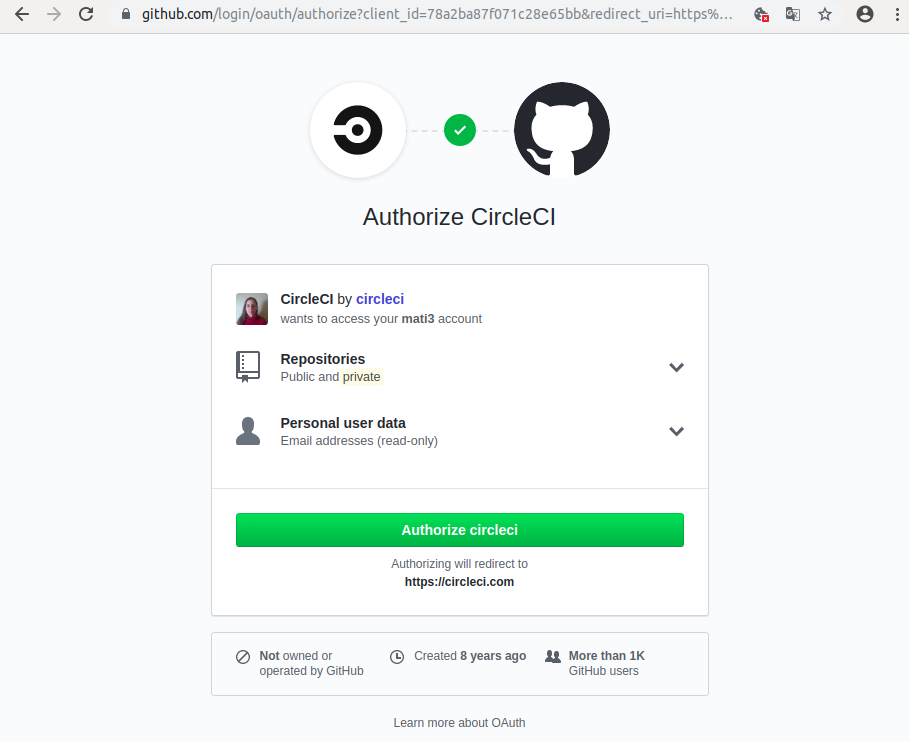 github.com/login/oauth/authorize?client_id=78a2ba87f071c28e65bb&redirect_uri=https%...
Authorize CircleCI
CircleCI by circleci
wants to access your mati3 account
Repositories
Public and private
Personal user data
Email addresses (read-only)
Authorize circleci
Authorizing will redirect to
https://circleci.com
Not owned or
operated by GitHub
Created 8 years ago
More than 1K
GitHub users
Learn more about OAuth